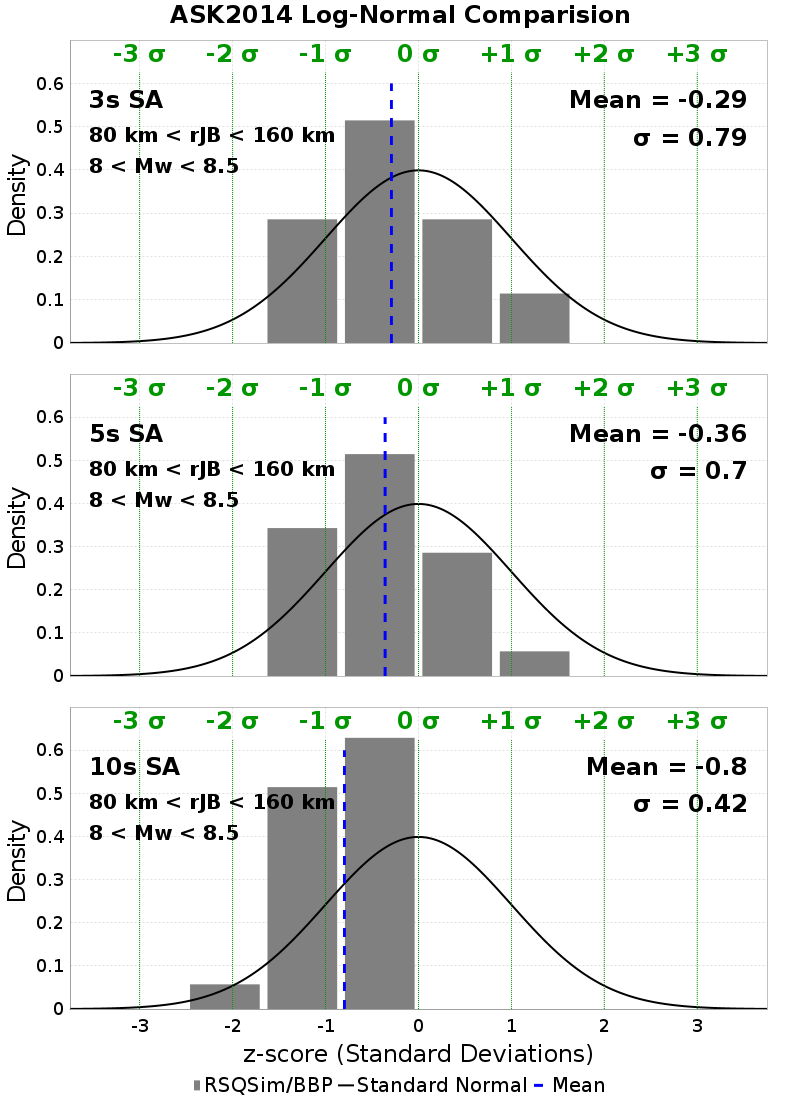 ASK2014 Log-Normal Comparision
-3 σ -2 σ -1 σ 0 σ +1 σ +2 σ +3 σ
3s SA
80 km < rJB < 160 km
8 < Mw < 8.5
Mean = -0.29
σ = 0.79
Density
0.6
0.5
0.4
0.3
0.2
0.1
0
-3 σ -2 σ -1 σ 0 σ +1 σ +2 σ +3 σ
5s SA
80 km < rJB < 160 km
8 < Mw < 8.5
Mean = -0.36
σ = 0.7
Density
0.6
0.5
0.4
0.3
0.2
0.1
0
-3 σ -2 σ -1 σ 0 σ +1 σ +2 σ +3 σ
10s SA
80 km < rJB < 160 km
8 < Mw < 8.5
Mean = -0.8
σ = 0.42
Density
0.6
0.5
0.4
0.3
0.2
0.1
0
-3 -2 -1 0 1 2 3
z-score (Standard Deviations)
RSQSim/BBP Standard Normal Mean